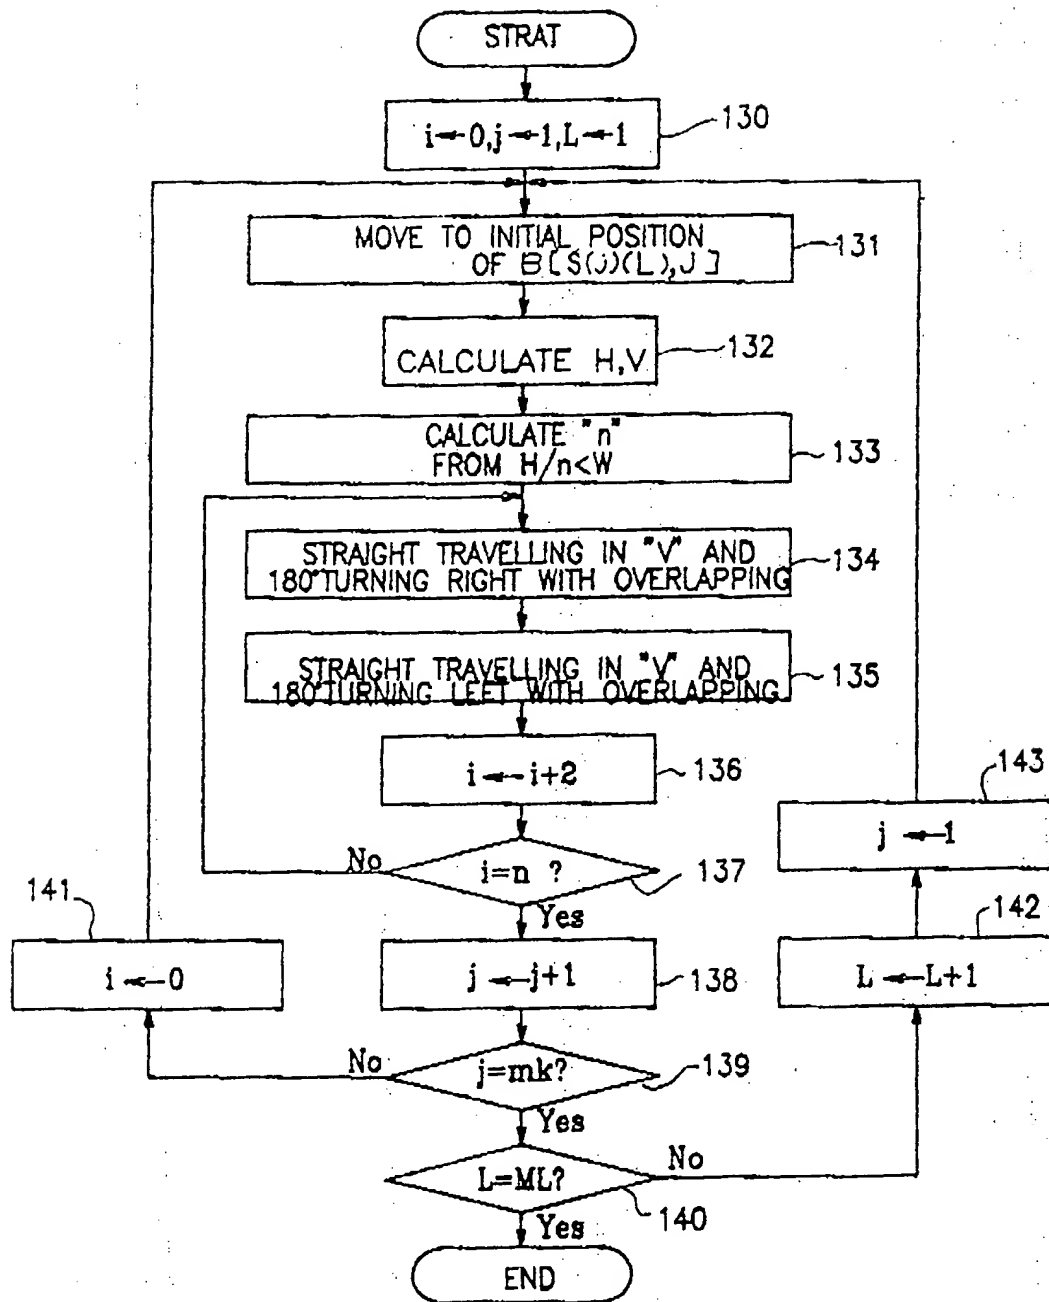 STRAT
i←0,j←1,L←1
130
MOVE TO INITIAL POSITION
OF B[S(j)(L),J]
131
CALCULATE H,V
132
CALCULATE "n"
FROM H/n<W
133
STRAIGHT TRAVELLING IN "V" AND
180°TURNING RIGHT WITH OVERLAPPING
134
STRAIGHT TRAVELLING IN "V" AND
180°TURNING LEFT WITH OVERLAPPING
135
i←i+2
136
143
j←1
No
i=n ?
137
Yes
141
142
i←0
j←j+1
138
L←L+1
No
j=mk?
139
Yes
L=ML?
No
140
Yes
END